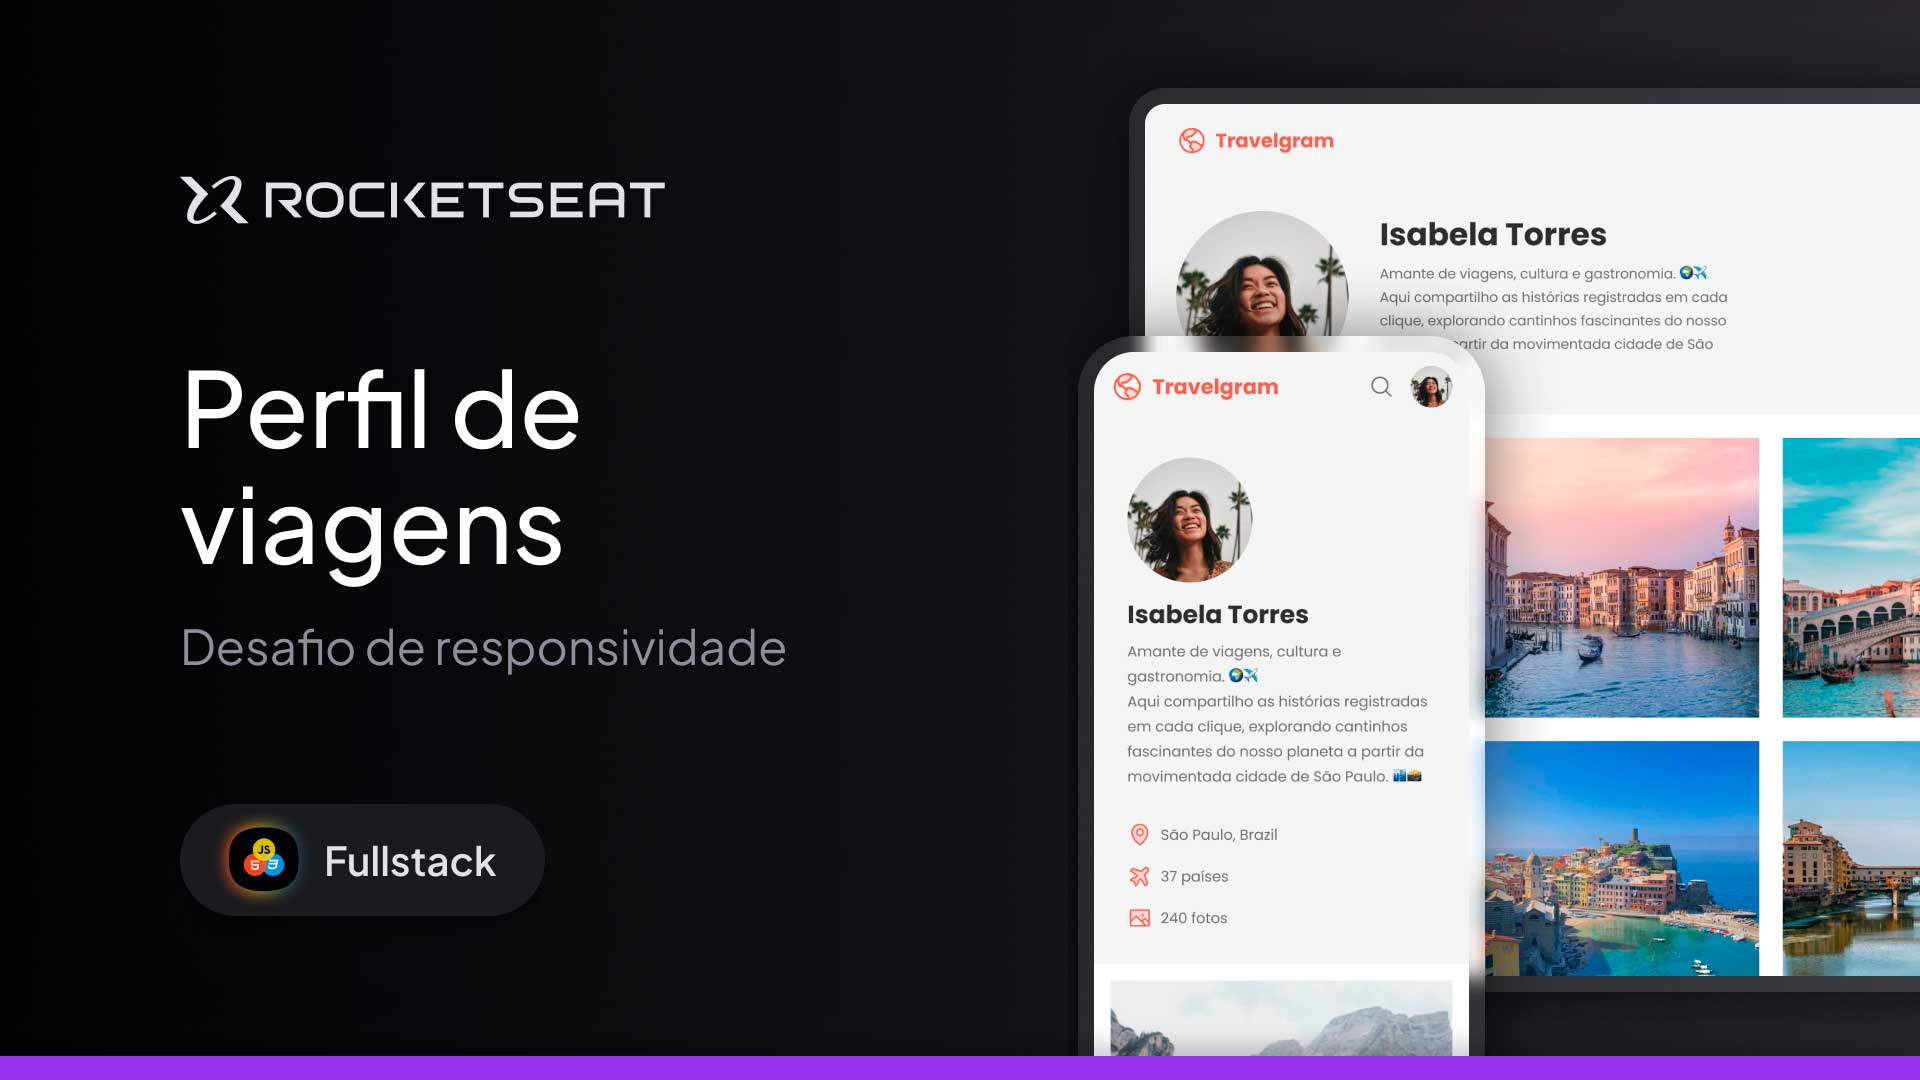 ROCKETSEAT
Perfil de
viagens
Desafio de responsividade
JS
5 3
Fullstack
Travelgram
Isabela Torres
Amante de viagens, cultura e gastronomia. 🌍✈️
Aqui compartilho as histórias registradas em cada
clique, explorando cantinhos fascinantes do nosso
artir da movimentada cidade de São
Travelgram
Isabela Torres
Amante de viagens, cultura e
gastronomia. 🌍✈️
Aqui compartilho as histórias registradas
em cada clique, explorando cantinhos
fascinantes do nosso planeta a partir da
movimentada cidade de São Paulo. 🏙️📸
São Paulo, Brazil
37 países
240 fotos